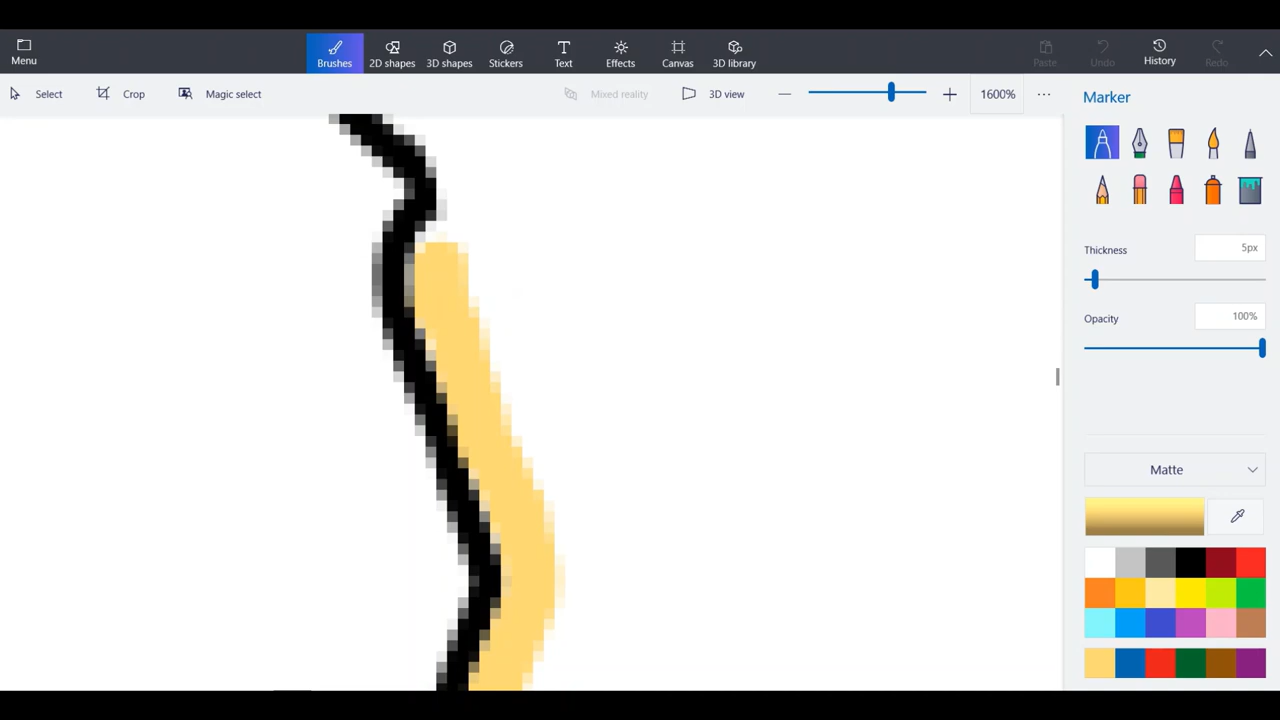 Menu
Brushes
2D shapes
3D shapes
Stickers
Text
Effects
Canvas
3D library
Paste
Undo
History
Redo
Select
Crop
Magic select
Mixed reality
3D view
1600%
Marker
Thickness
5px
Opacity
100%
Matte